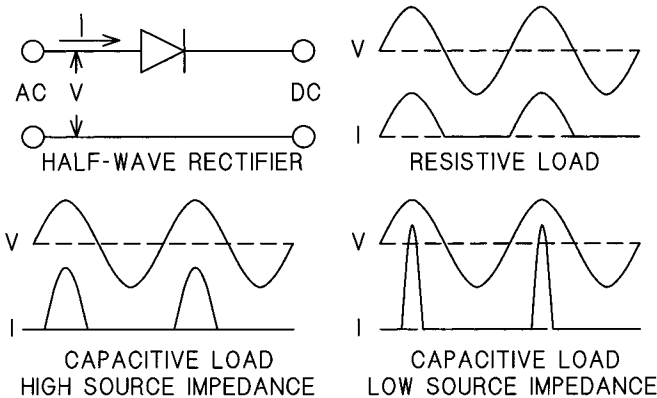 I
AC V DC
HALF-WAVE RECTIFIER
V
I
RESISTIVE LOAD
V
I
CAPACITIVE LOAD
HIGH SOURCE IMPEDANCE
V
I
CAPACITIVE LOAD
LOW SOURCE IMPEDANCE